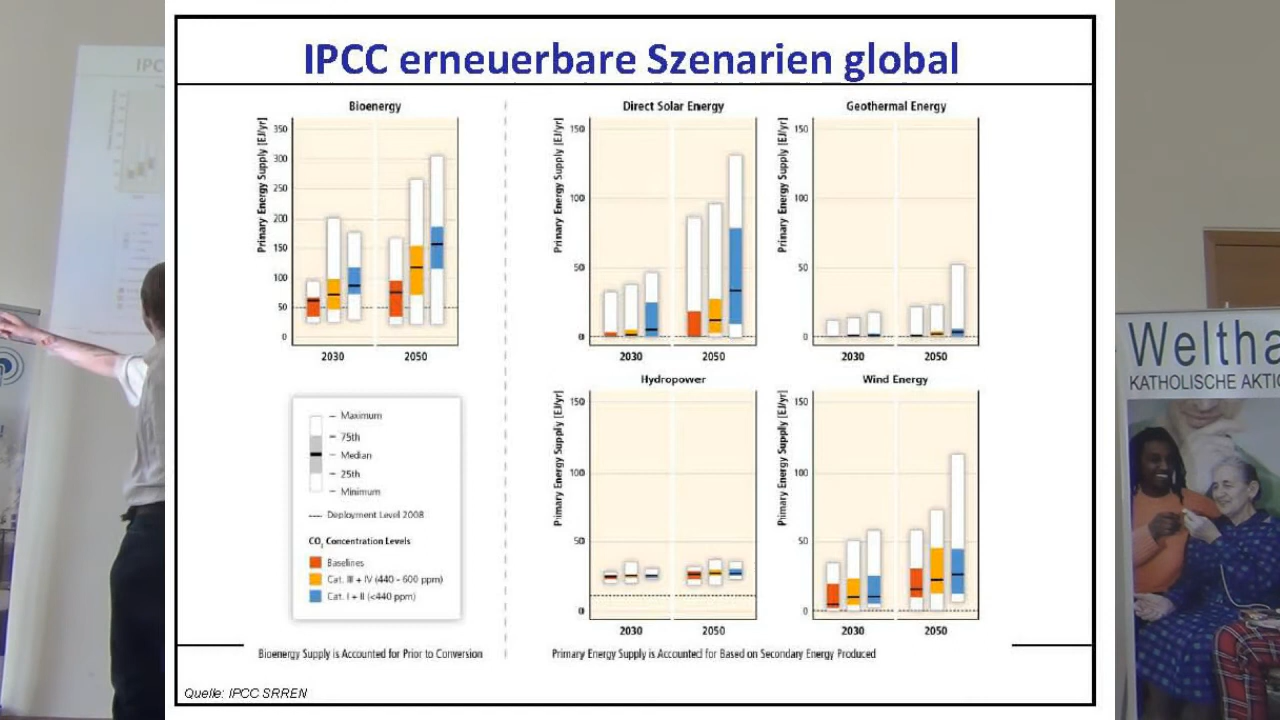 IPCC erneuerbare Szenarien global
Bioenergy
Primary Energy Supply [EJ/yr]
350
300
250
200
150
100
50
0
2030
2050
Direct Solar Energy
Primary Energy Supply [EJ/yr]
150
100
50
0
2030
2050
Geothermal Energy
Primary Energy Supply [EJ/yr]
150
100
50
0
2030
2050
Maximum
75th
Median
25th
Minimum
Deployment Level 2008
CO2 Concentration Levels
Baselines
Cat. III + IV (440 - 600 ppm)
Cat. I + II (<440 ppm)
Hydropower
Primary Energy Supply [EJ/yr]
150
100
50
0
2030
2050
Wind Energy
Primary Energy Supply [EJ/yr]
150
100
50
0
2030
2050
Bioenergy Supply is Accounted for Prior to Conversion
Primary Energy Supply is Accounted for Based on Secondary Energy Produced
Quelle: IPCC SRREN
IPC
Weltha
KATHOLISCHE AKTIO